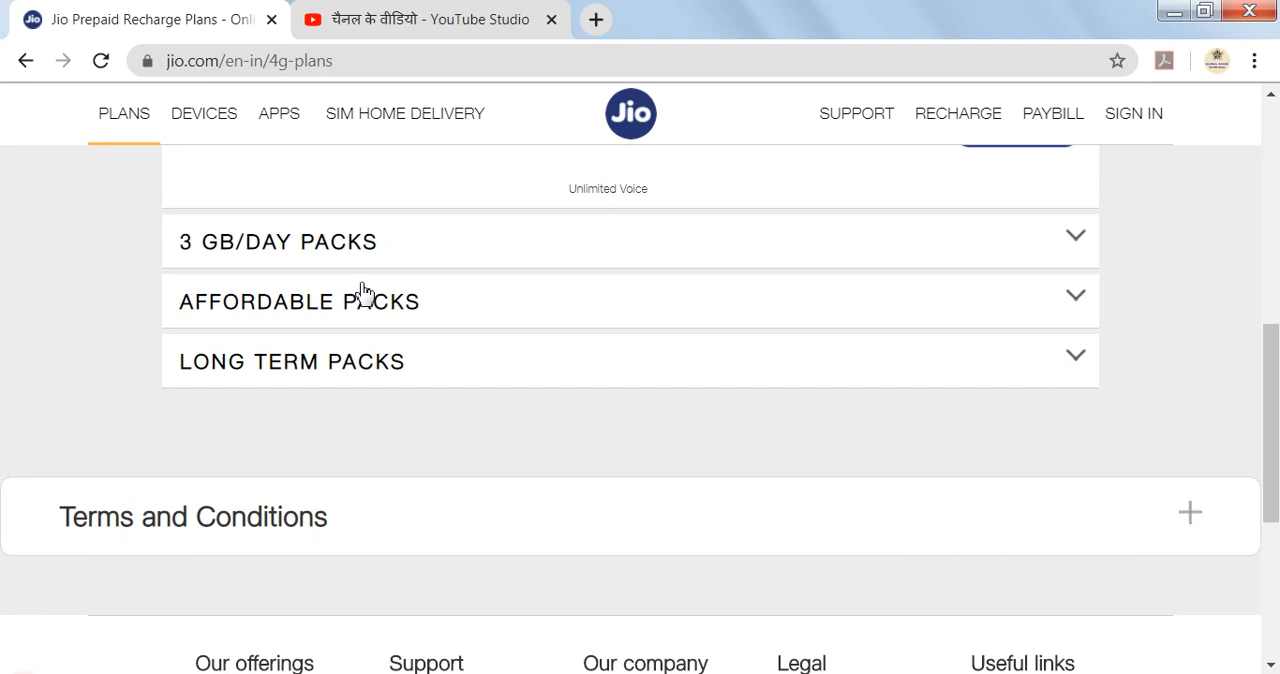 Jio Jio Prepaid Recharge Plans - Onli
चैनल के वीडियो - YouTube Studio
jio.com/en-in/4g-plans
PLANS DEVICES APPS SIM HOME DELIVERY Jio SUPPORT RECHARGE PAYBILL SIGN IN
Unlimited Voice
3 GB/DAY PACKS
AFFORDABLE PACKS
LONG TERM PACKS
Terms and Conditions
Our offerings Support Our company Legal Useful links